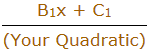 B₁x + C₁
(Your Quadratic)